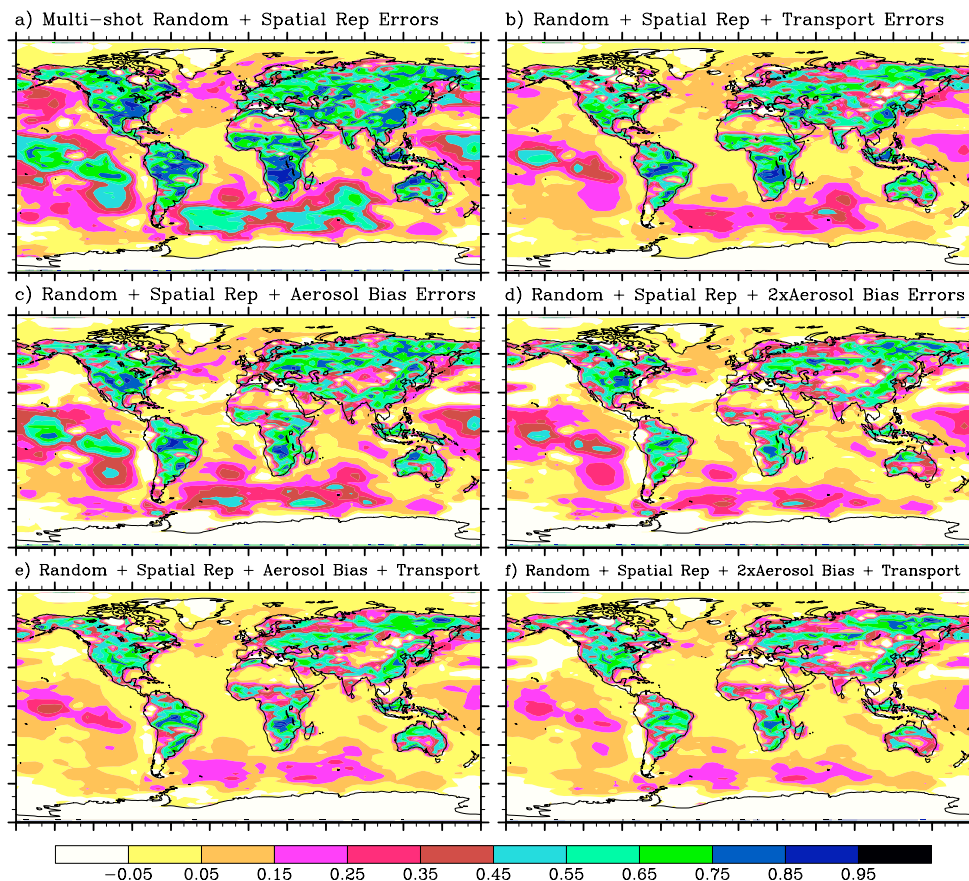 a) Multi-shot Random + Spatial Rep Errors
b) Random + Spatial Rep + Transport Errors
c) Random + Spatial Rep + Aerosol Bias Errors
d) Random + Spatial Rep + 2xAerosol Bias Errors
e) Random + Spatial Rep + Aerosol Bias + Transport
f) Random + Spatial Rep + 2xAerosol Bias + Transport
−0.05 0.05 0.15 0.25 0.35 0.45 0.55 0.65 0.75 0.85 0.95